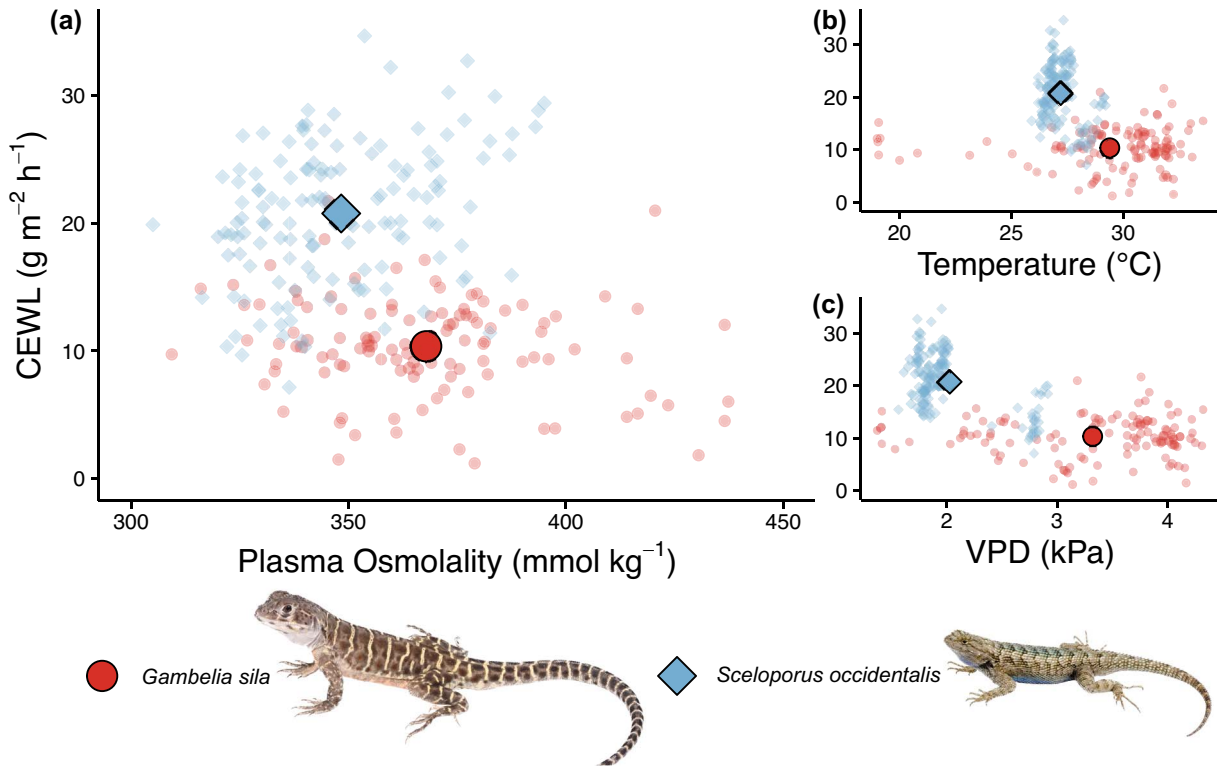 (a)
CEWL (g m⁻² h⁻¹)
30
20
10
0
300
350
400
450
Plasma Osmolality (mmol kg⁻¹)
(b)
30
20
10
0
20
25
30
Temperature (°C)
(c)
30
20
10
0
2
3
4
VPD (kPa)
Gambelia sila
Sceloporus occidentalis